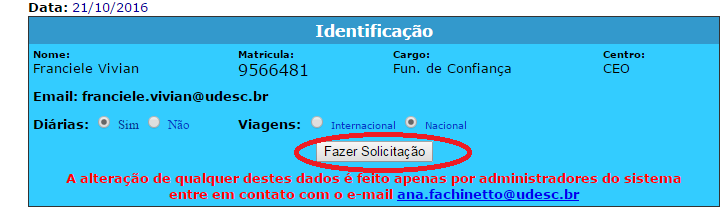 Data: 21/10/2016
Identificação
Nome: Matricula: Cargo: Centro:
Franciele Vivian 9566481 Fun. de Confiança CEO
Email: franciele.vivian@udesc.br
Diárias: Sim Não Viagens: Internacional Nacional
Fazer Solicitação
A alteração de qualquer destes dados é feito apenas por administradores do sistema
entre em contato com o e-mail ana.fachinetto@udesc.br